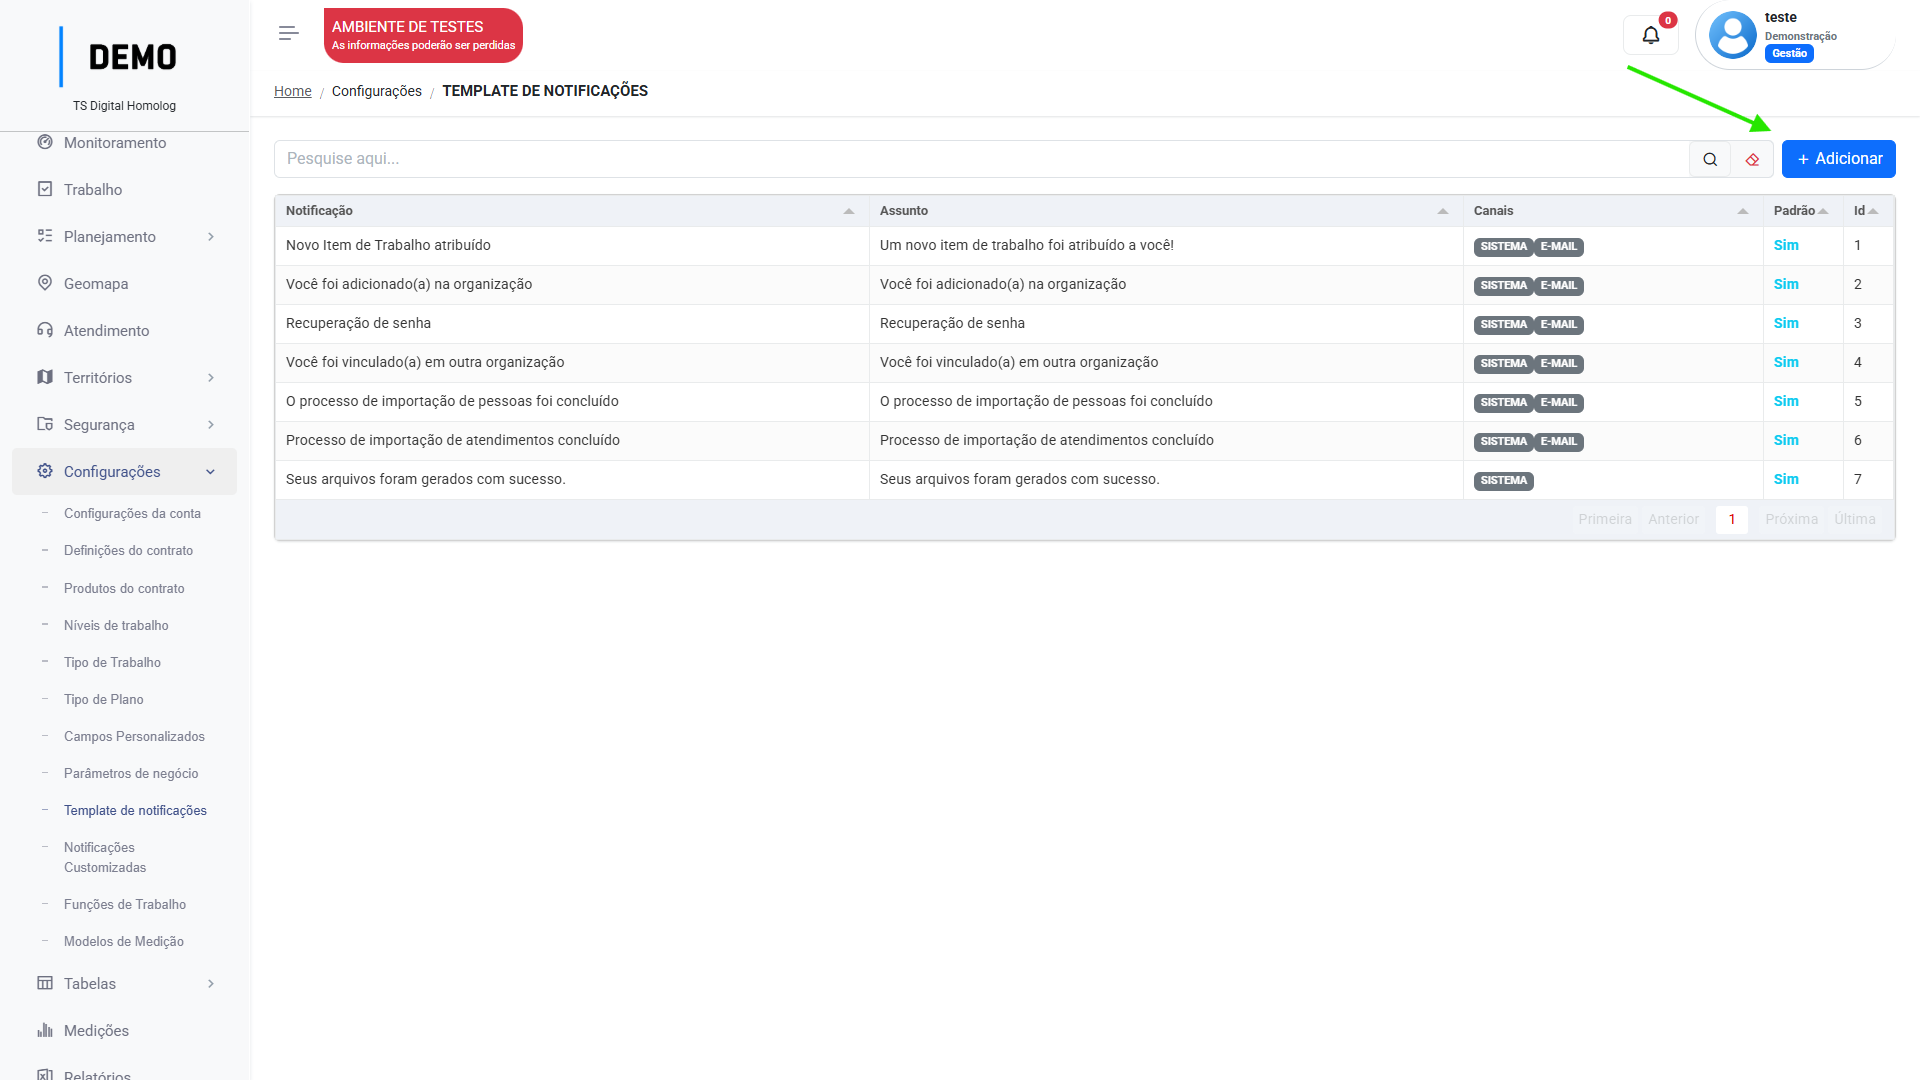 DEMO
TS Digital Homolog
Monitoramento
Trabalho
Planejamento
Geomapa
Atendimento
Territórios
Segurança
Configurações
Configurações da conta
Definições do contrato
Produtos do contrato
Níveis de trabalho
Tipo de Trabalho
Tipo de Plano
Campos Personalizados
Parâmetros de negócio
Template de notificações
Notificações
Customizadas
Funções de Trabalho
Modelos de Medição
Tabelas
Medições
Relatórios
AMBIENTE DE TESTES
As informações poderão ser perdidas
0
teste
Demonstração
Gestão
Home / Configurações / TEMPLATE DE NOTIFICAÇÕES
Pesquise aqui...
+ Adicionar
Notificação Assunto Canais Padrão Id
Novo Item de Trabalho atribuído Um novo item de trabalho foi atribuído a você! SISTEMA E-MAIL Sim 1
Você foi adicionado(a) na organização Você foi adicionado(a) na organização SISTEMA E-MAIL Sim 2
Recuperação de senha Recuperação de senha SISTEMA E-MAIL Sim 3
Você foi vinculado(a) em outra organização Você foi vinculado(a) em outra organização SISTEMA E-MAIL Sim 4
O processo de importação de pessoas foi concluído O processo de importação de pessoas foi concluído SISTEMA E-MAIL Sim 5
Processo de importação de atendimentos concluído Processo de importação de atendimentos concluído SISTEMA E-MAIL Sim 6
Seus arquivos foram gerados com sucesso. Seus arquivos foram gerados com sucesso. SISTEMA Sim 7
Primeira Anterior 1 Próxima Última